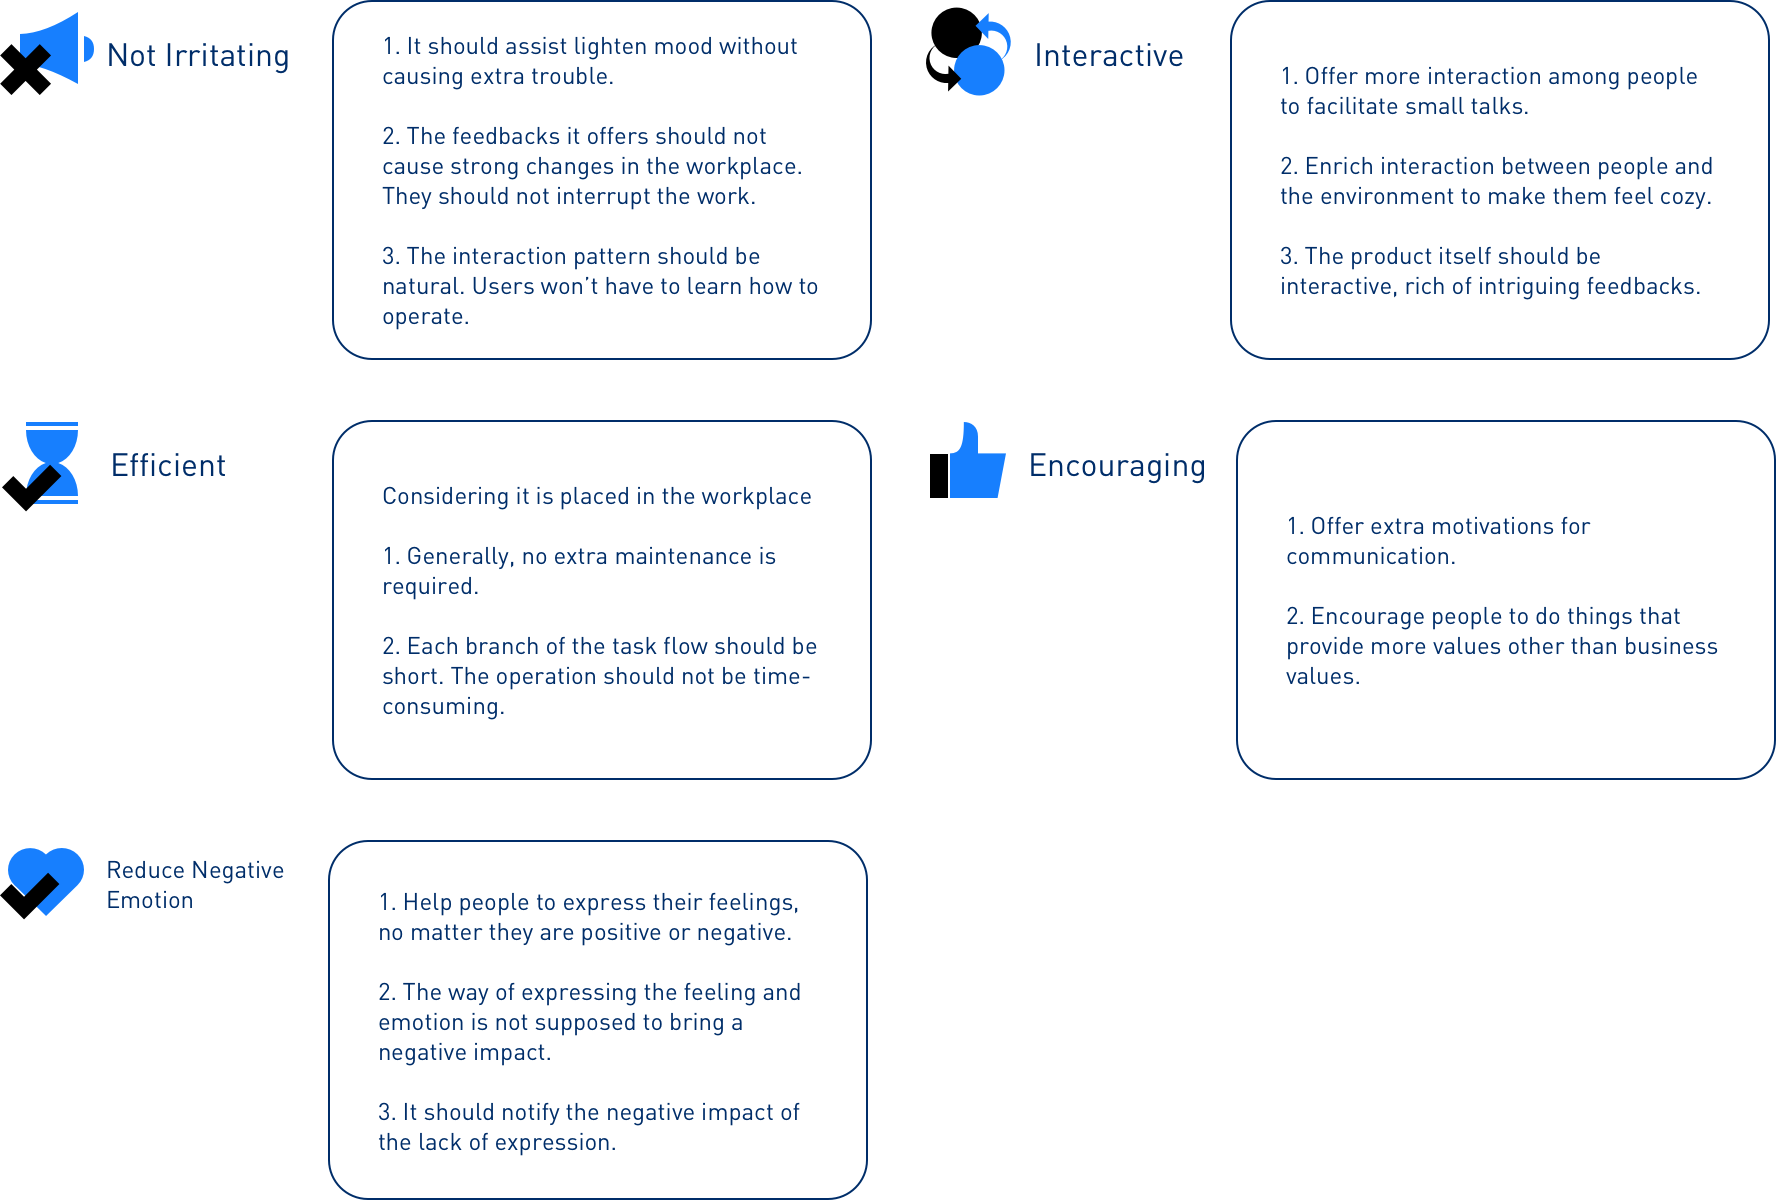 Not Irritating
1. It should assist lighten mood without
causing extra trouble.
2. The feedbacks it offers should not
cause strong changes in the workplace.
They should not interrupt the work.
3. The interaction pattern should be
natural. Users won’t have to learn how to
operate.
Interactive
1. Offer more interaction among people
to facilitate small talks.
2. Enrich interaction between people and
the environment to make them feel cozy.
3. The product itself should be
interactive, rich of intriguing feedbacks.
Efficient
Considering it is placed in the workplace
1. Generally, no extra maintenance is
required.
2. Each branch of the task flow should be
short. The operation should not be time-
consuming.
Encouraging
1. Offer extra motivations for
communication.
2. Encourage people to do things that
provide more values other than business
values.
Reduce Negative
Emotion
1. Help people to express their feelings,
no matter they are positive or negative.
2. The way of expressing the feeling and
emotion is not supposed to bring a
negative impact.
3. It should notify the negative impact of
the lack of expression.